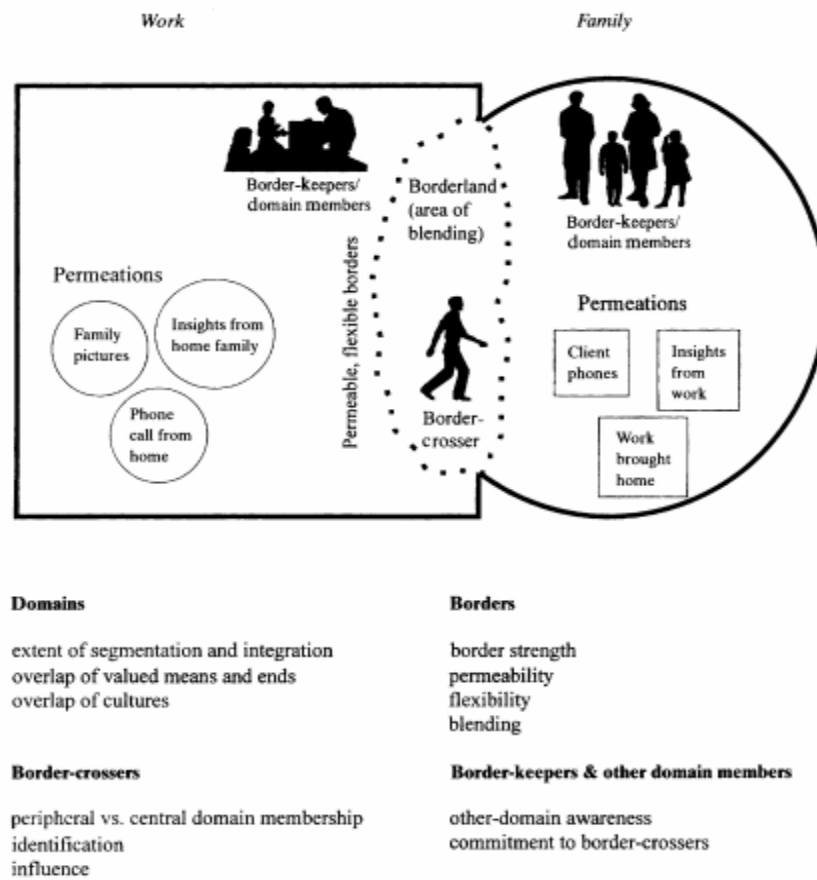 Work
Family
Border-keepers/
domain members
Permeations
Family
pictures
Insights from
home family
Phone
call from
home
Permeable, flexible borders
Borderland
(area of
blending)
Border-
crosser
Border-keepers/
domain members
Permeations
Client
phones
Insights
from
work
Work
brought
home
Domains
extent of segmentation and integration
overlap of valued means and ends
overlap of cultures
Borders
border strength
permeability
flexibility
blending
Border-crossers
peripheral vs. central domain membership
identification
influence
Border-keepers & other domain members
other-domain awareness
commitment to border-crossers